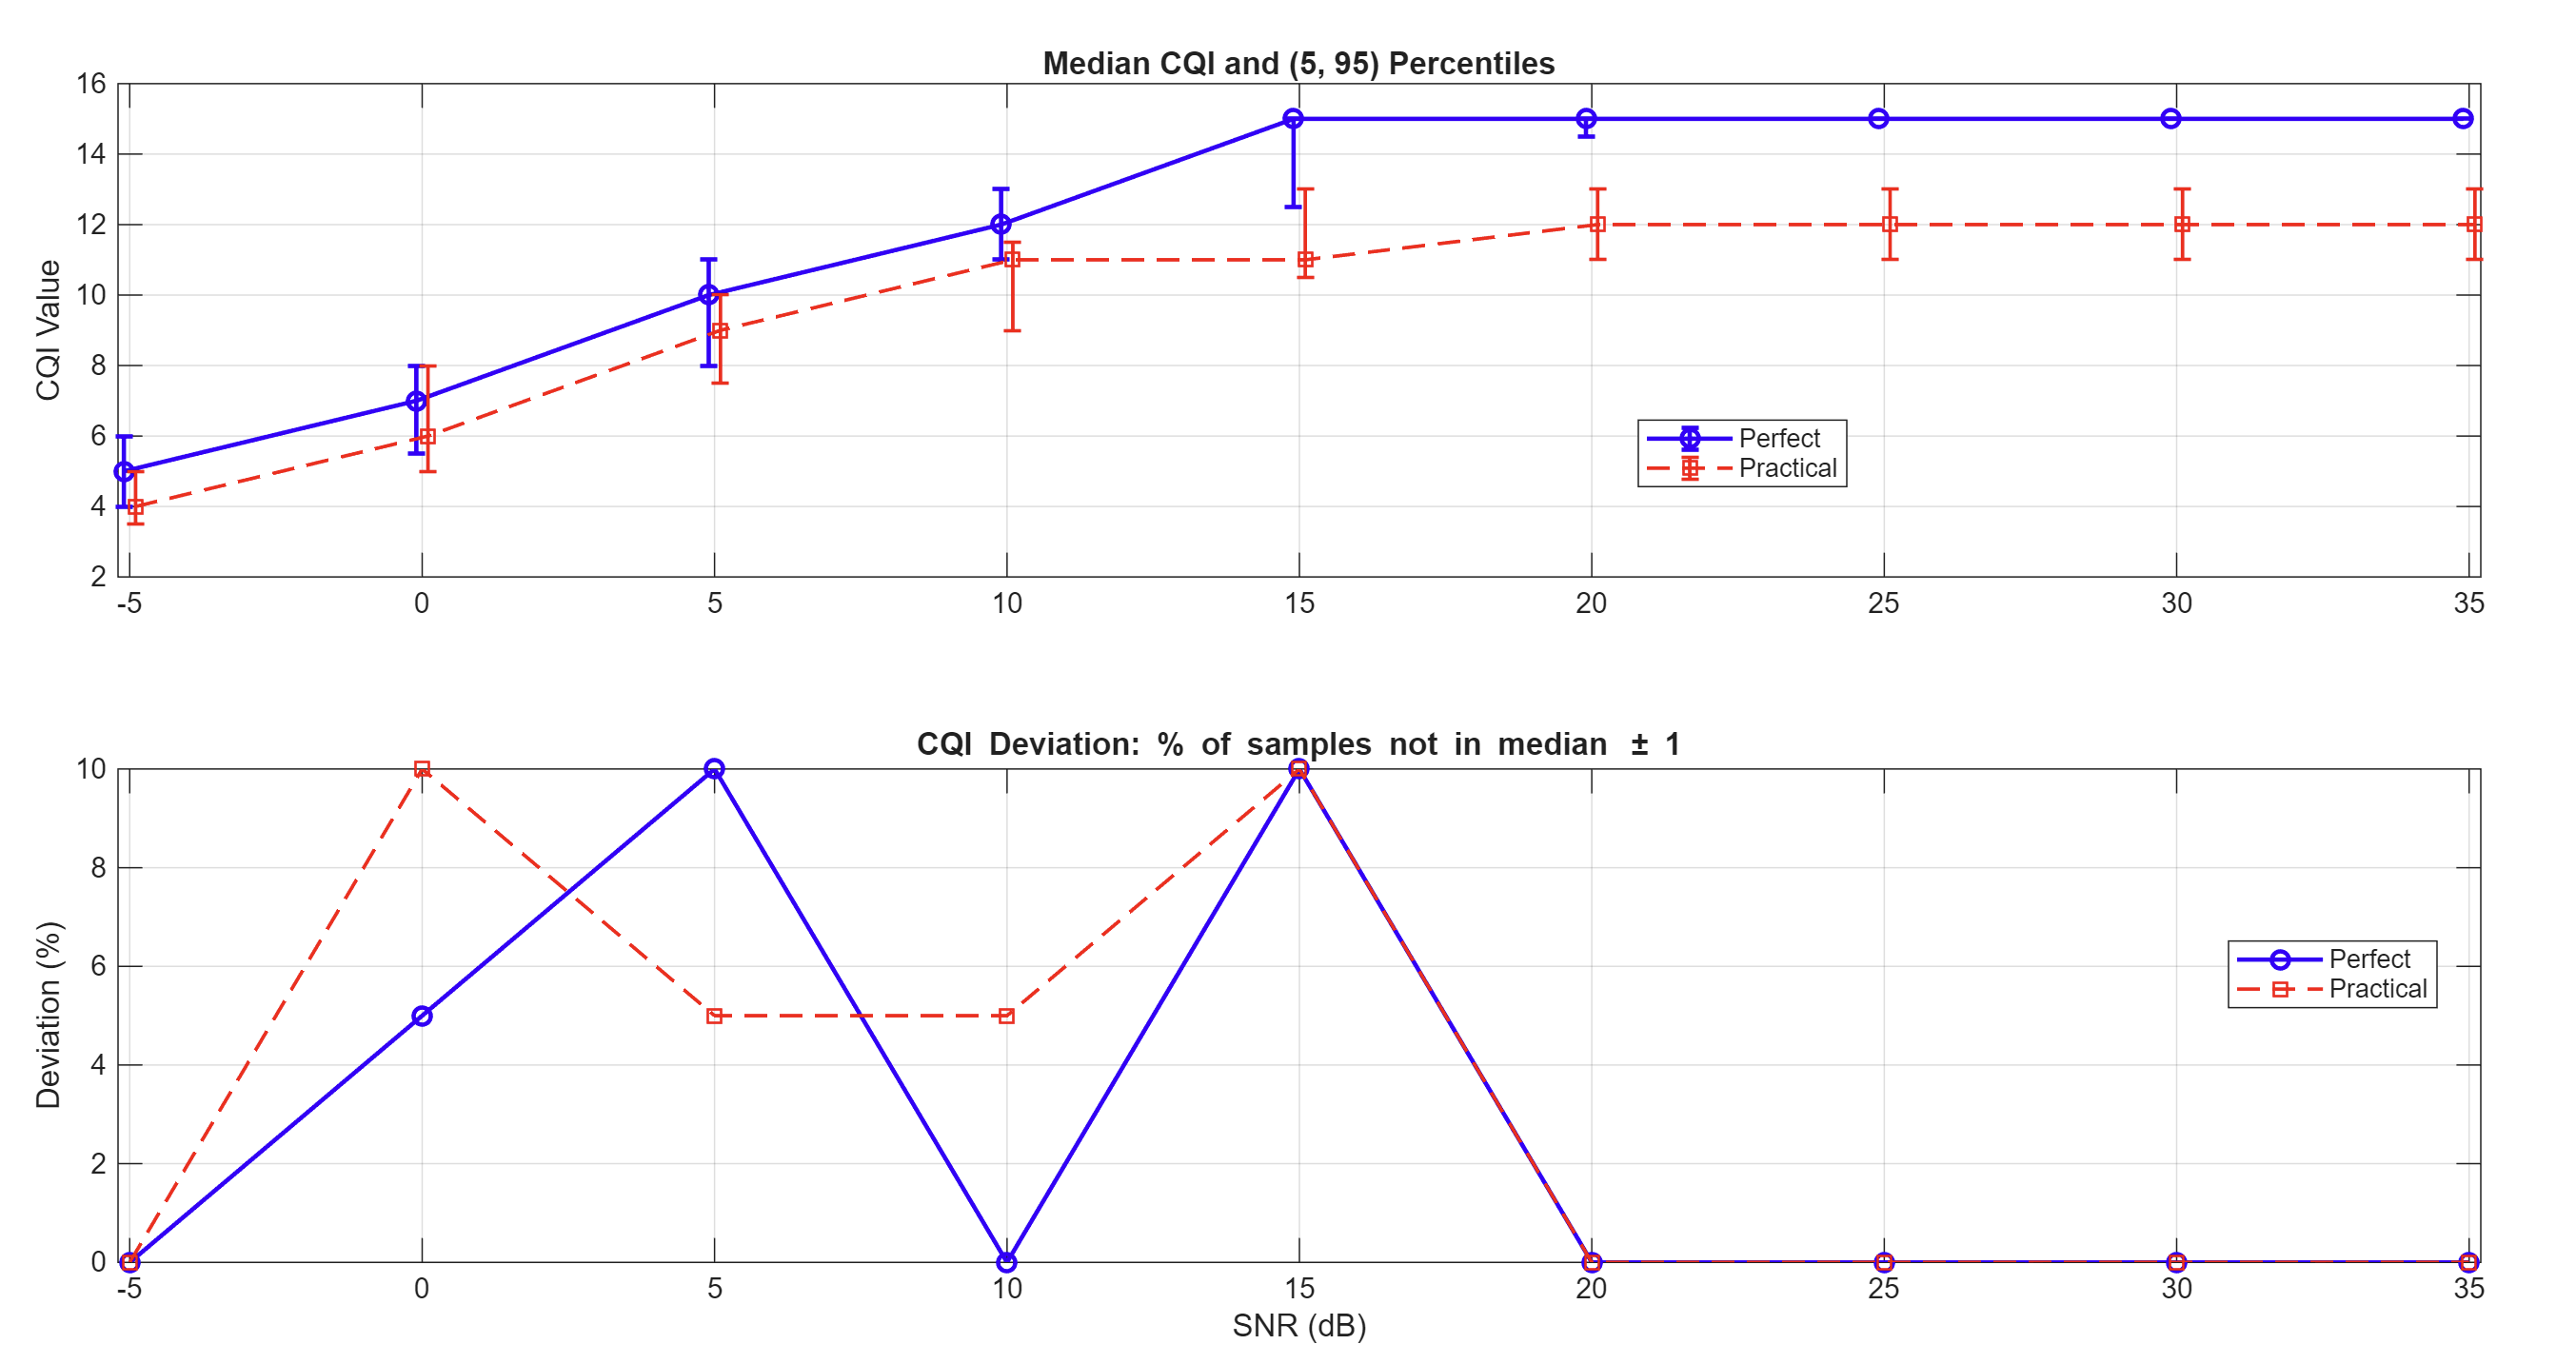 Median CQI and (5, 95) Percentiles
CQI Value
16
14
12
10
8
6
4
2
-5 0 5 10 15 20 25 30 35
Perfect
Practical
CQI Deviation: % of samples not in median ± 1
Deviation (%)
10
8
6
4
2
0
-5 0 5 10 15 20 25 30 35
SNR (dB)
Perfect
Practical